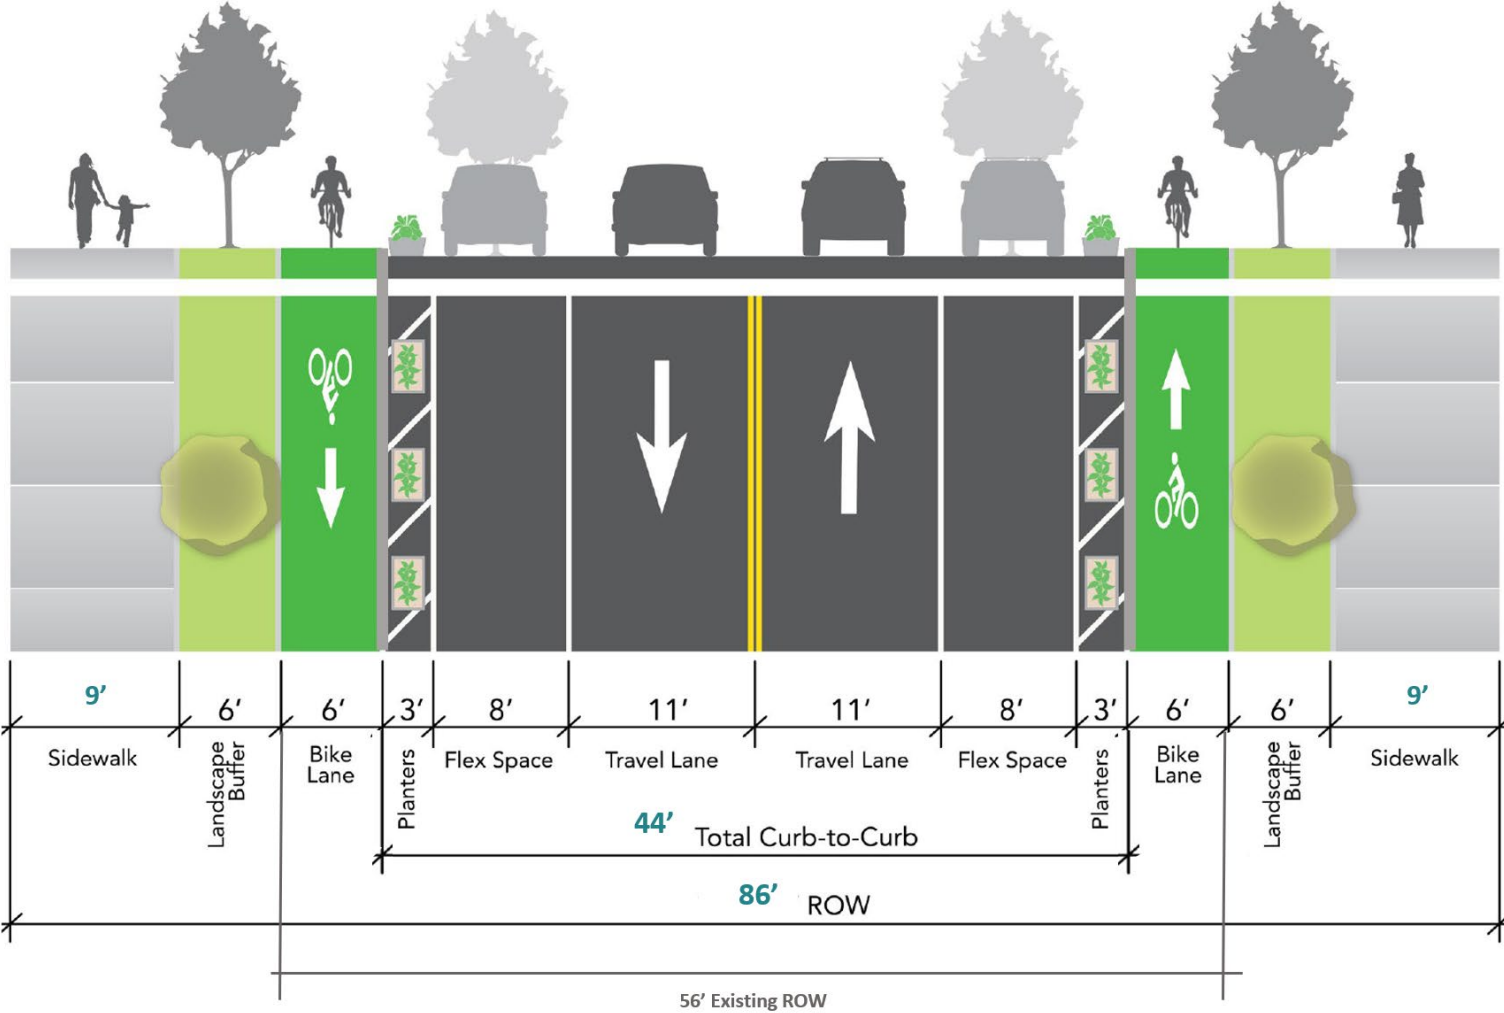 9’ 6’ 6’ 3’ 8’ 11’ 11’ 8’ 3’ 6’ 6’ 9’
Sidewalk
Landscape
Buffer
Bike
Lane
Planters
Flex Space
Travel Lane
Travel Lane
Flex Space
Planters
Bike
Lane
Landscape
Buffer
Sidewalk
44’ Total Curb-to-Curb
86’ ROW
56’ Existing ROW